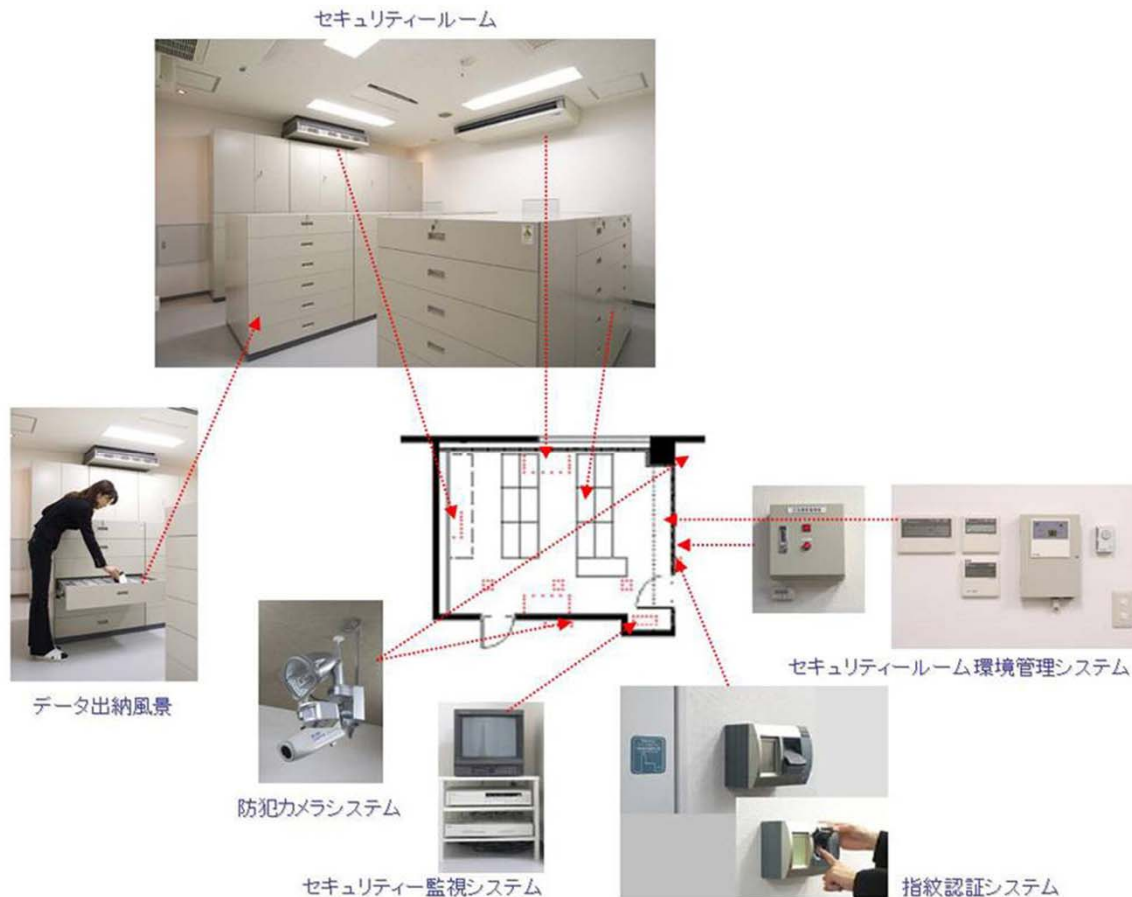 セキュリティールーム
セキュリティールーム環境管理システム
データ出納風景
防犯カメラシステム
セキュリティー監視システム
指紋認証システム